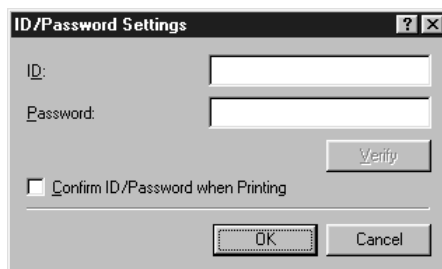 ID/Password Settings
ID:
Password:
Verify
Confirm ID/Password when Printing
OK
Cancel